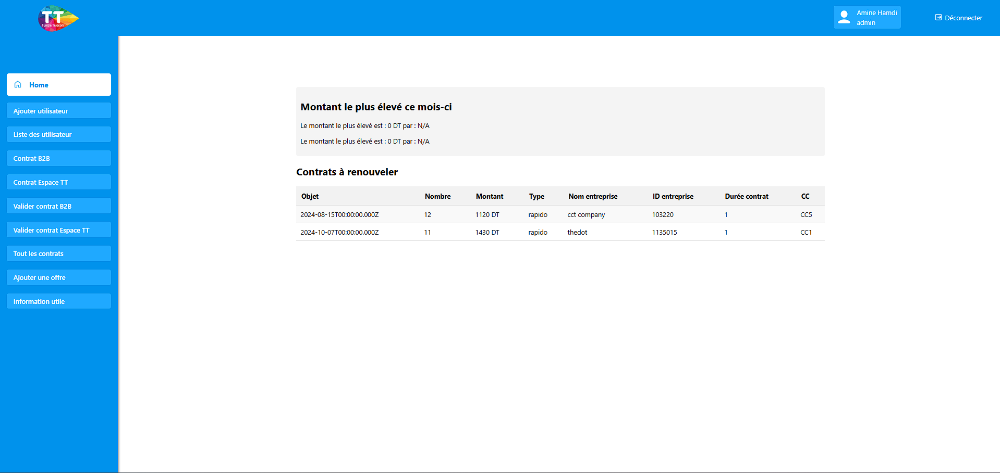 TT
Tunisie Telecom
Amine Hamdi
admin
Déconnecter
Home
Ajouter utilisateur
Liste des utilisateur
Contrat B2B
Contrat Espace TT
Valider contrat B2B
Valider contrat Espace TT
Tout les contrats
Ajouter une offre
Information utile
Montant le plus élevé ce mois-ci
Le montant le plus élevé est : 0 DT par : N/A
Le montant le plus élevé est : 0 DT par : N/A
Contrats à renouveler
Objet Nombre Montant Type Nom entreprise ID entreprise Durée contrat CC
2024-08-15T00:00:00.000Z 12 1120 DT rapido cct company 103220 1 CC5
2024-10-07T00:00:00.000Z 11 1430 DT rapido thedot 1135015 1 CC1